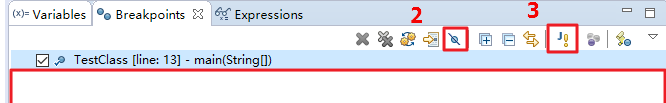 (x)= Variables Breakpoints Expressions
2 3
J!
TestClass [line: 13] - main(String[])